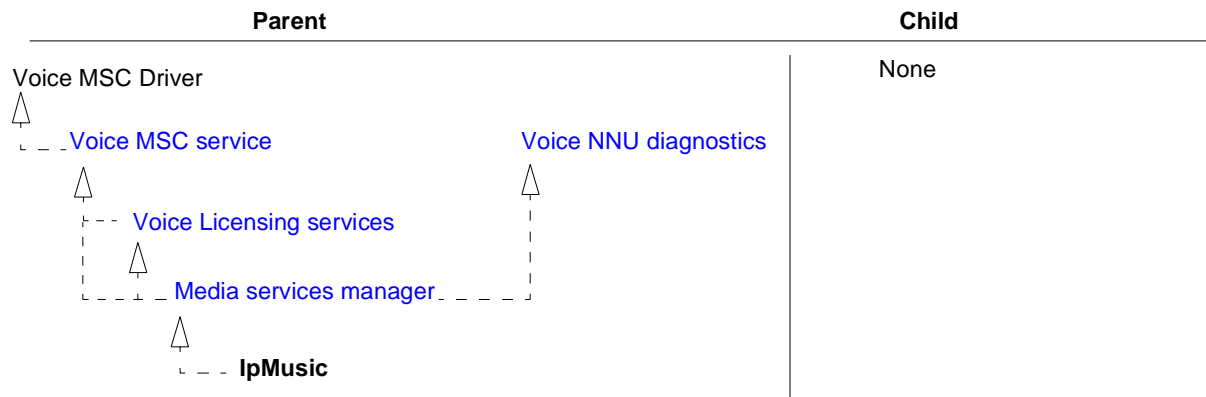 Parent Child
Voice MSC Driver None
Voice MSC service Voice NNU diagnostics
Voice Licensing services
Media services manager
IpMusic